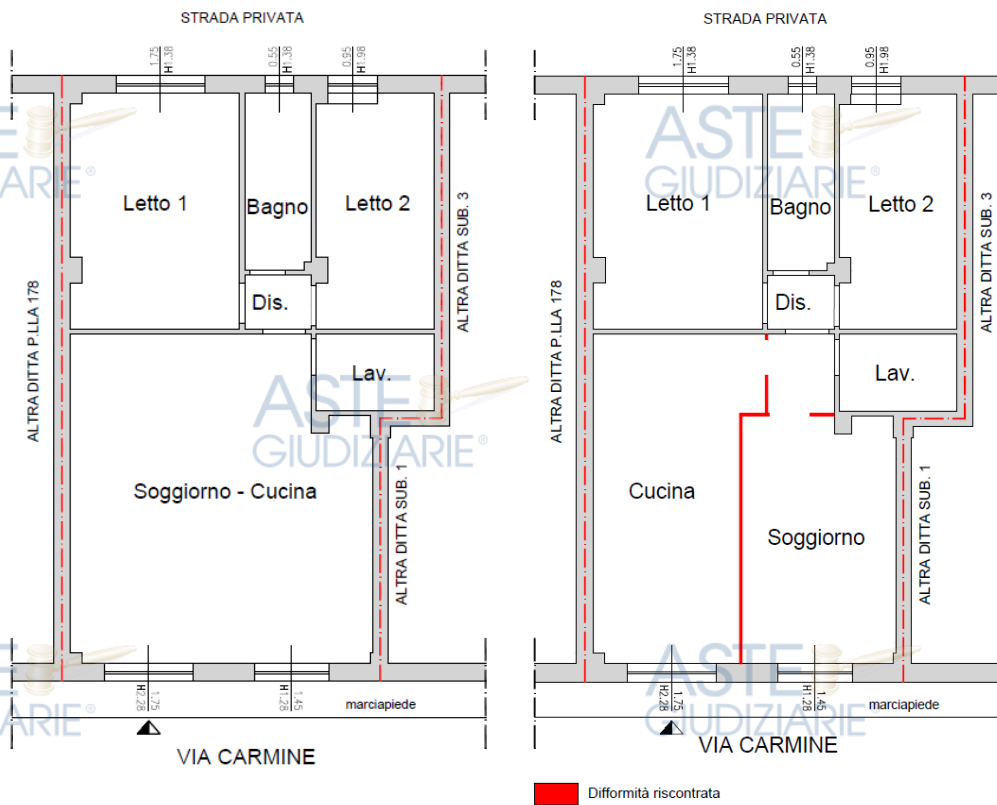 STRADA PRIVATA
1.75
H1.38
0.55
H1.38
0.95
H1.98
Letto 1
Bagno
Letto 2
Dis.
Lav.
Soggiorno - Cucina
ALTRA DITTA P.LLA 178
ALTRA DITTA SUB. 3
ALTRA DITTA SUB. 1
1.75
H2.28
1.45
H1.28
marciapiede
VIA CARMINE
STRADA PRIVATA
1.75
H1.38
0.55
H1.38
0.95
H1.98
Letto 1
Bagno
Letto 2
Dis.
Lav.
Cucina
Soggiorno
ALTRA DITTA P.LLA 178
ALTRA DITTA SUB. 3
ALTRA DITTA SUB. 1
1.75
H2.28
1.45
H1.28
marciapiede
VIA CARMINE
Difformità riscontrata
ASTE
GIUDIZIARIE®
ASTE
GIUDIZIARIE®
ASTE
GIUDIZIARIE®
ARIE®
ARIE®